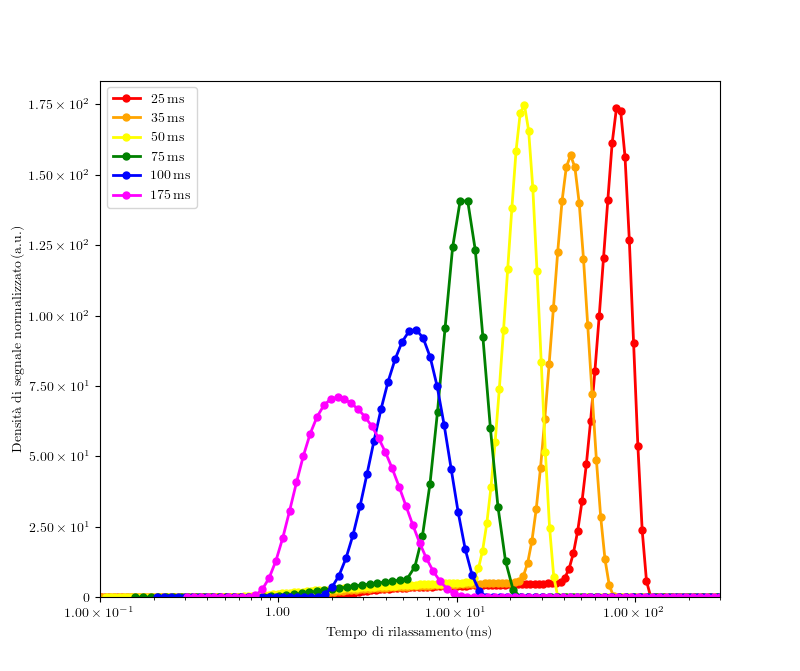 25 ms
35 ms
50 ms
75 ms
100 ms
175 ms
Densità di segnale normalizzato (a.u.)
1.75 × 10²
1.50 × 10²
1.25 × 10²
1.00 × 10²
7.50 × 10¹
5.00 × 10¹
2.50 × 10¹
0
1.00 × 10⁻¹ 1.00 1.00 × 10¹ 1.00 × 10²
Tempo di rilassamento (ms)